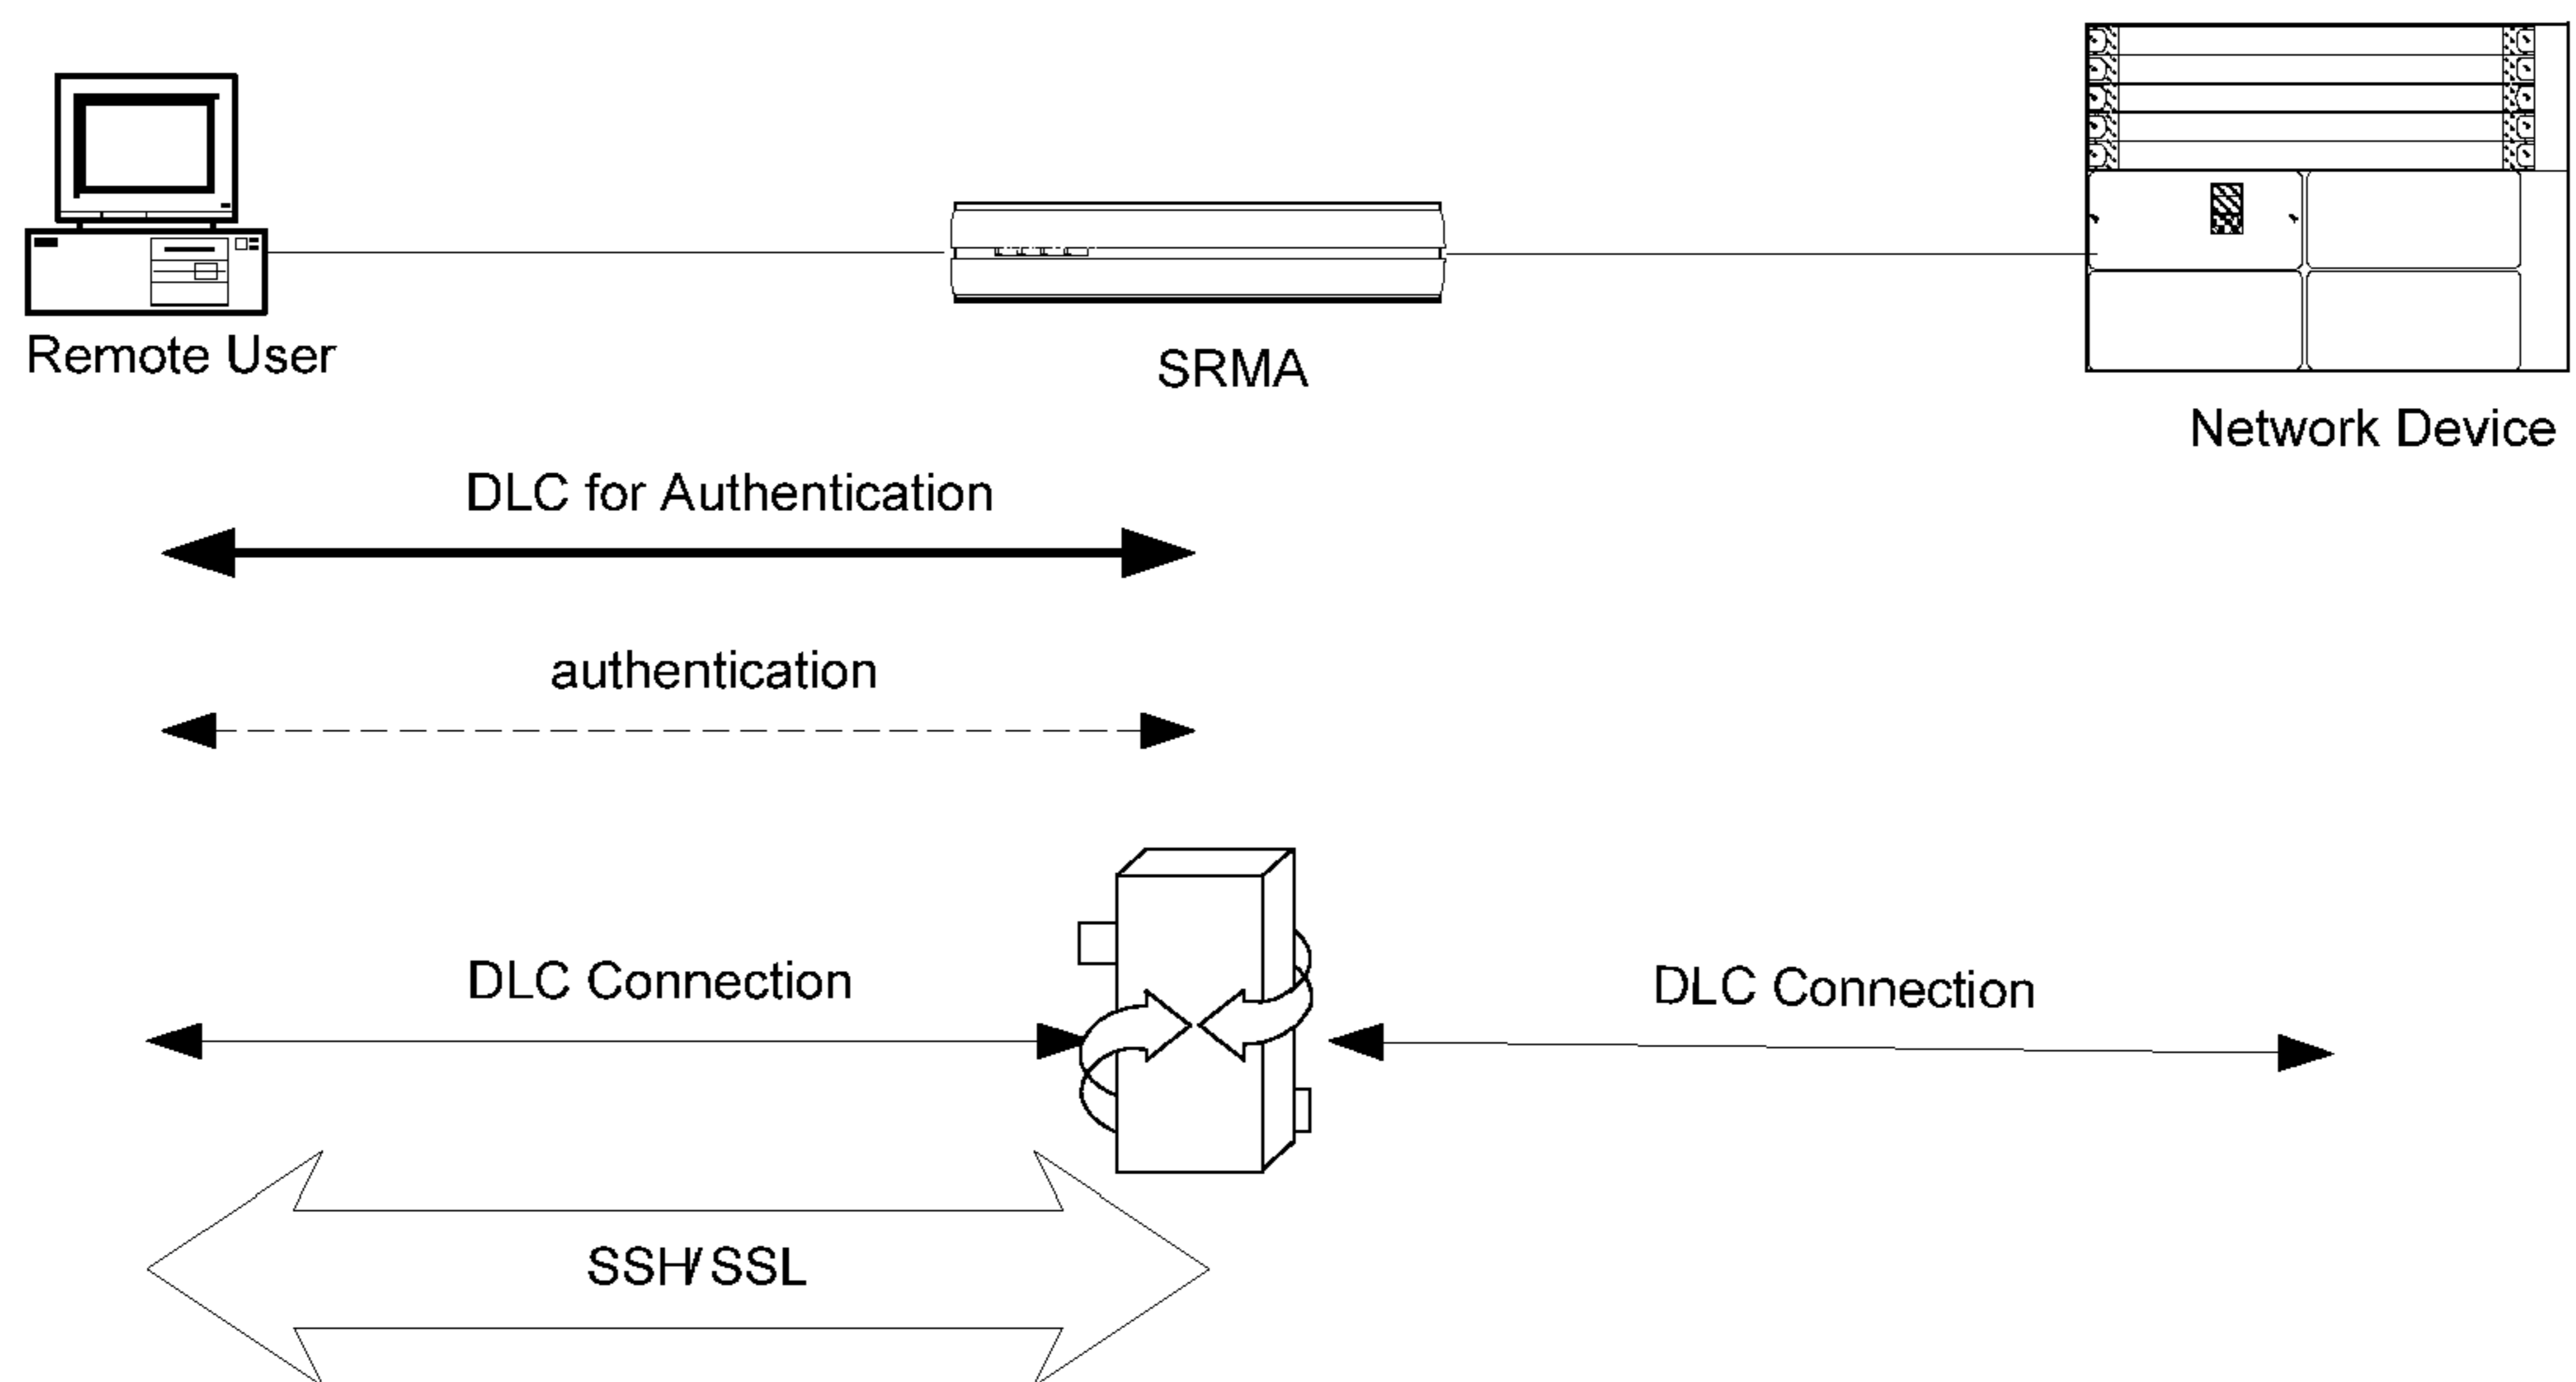 Remote User
SRMA
Network Device
DLC for Authentication
authentication
DLC Connection
DLC Connection
SSH/SSL